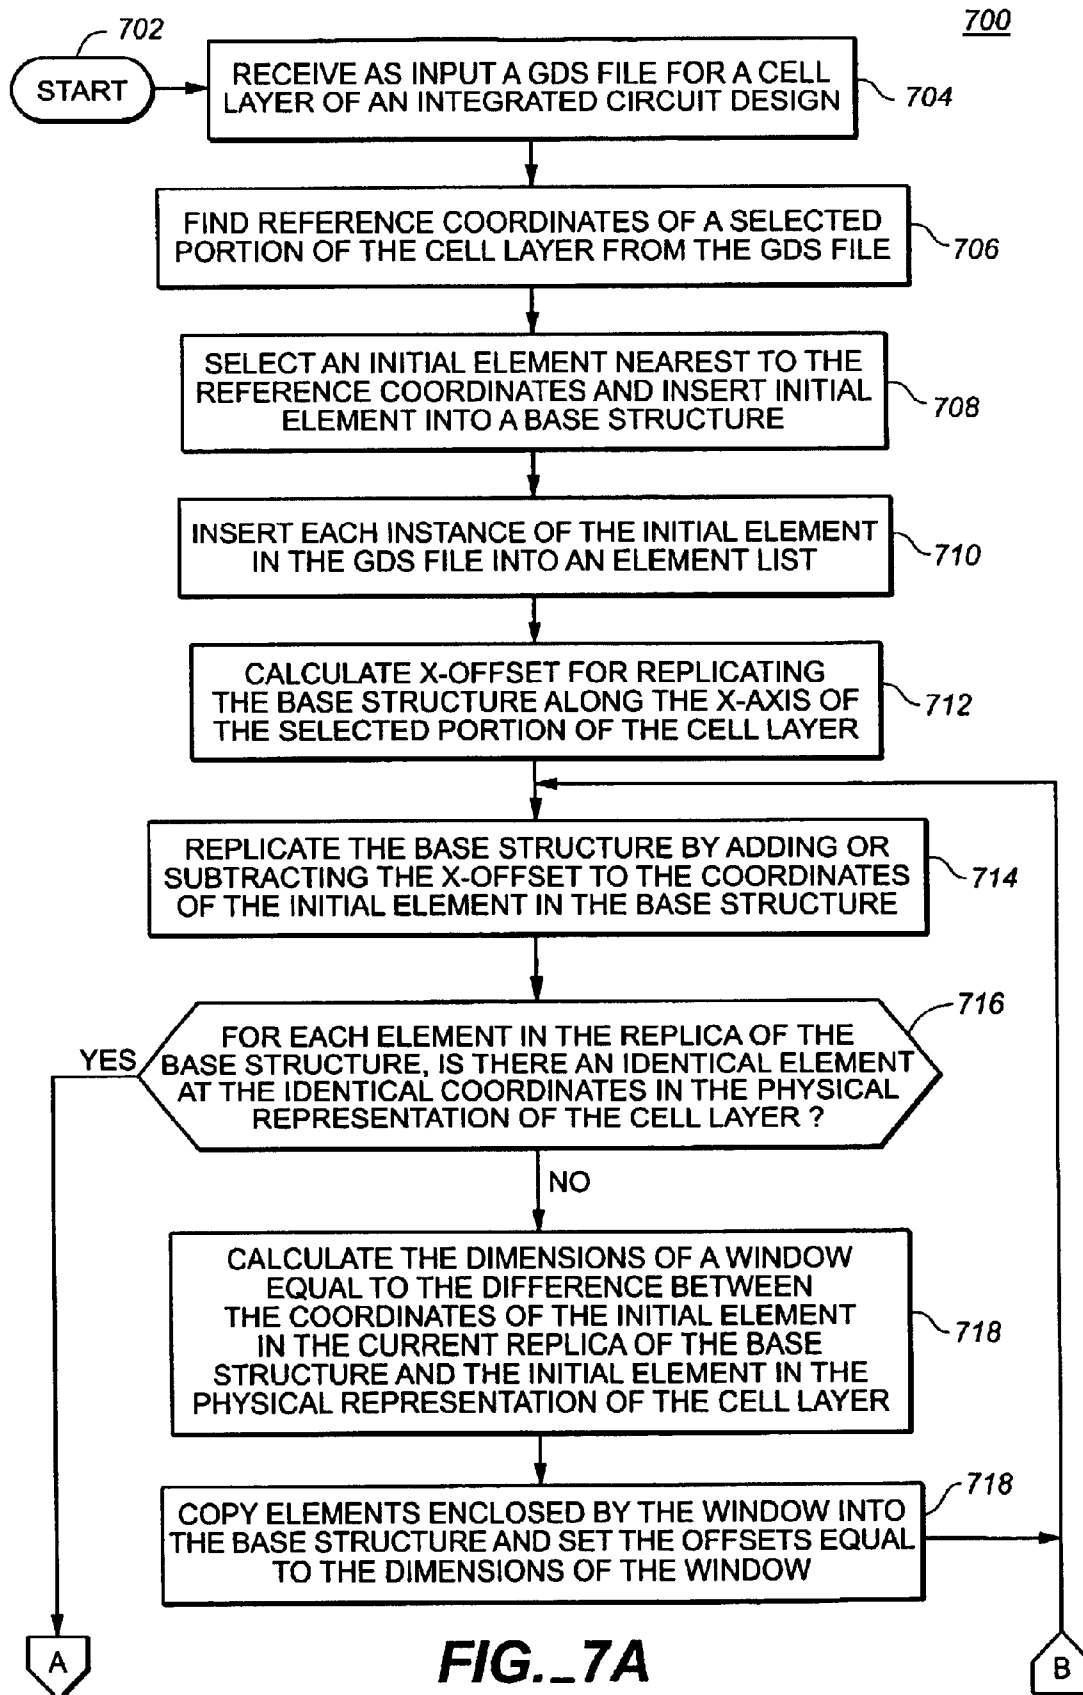 700
702
START
RECEIVE AS INPUT A GDS FILE FOR A CELL
LAYER OF AN INTEGRATED CIRCUIT DESIGN
704
FIND REFERENCE COORDINATES OF A SELECTED
PORTION OF THE CELL LAYER FROM THE GDS FILE
706
SELECT AN INITIAL ELEMENT NEAREST TO THE
REFERENCE COORDINATES AND INSERT INITIAL
ELEMENT INTO A BASE STRUCTURE
708
INSERT EACH INSTANCE OF THE INITIAL ELEMENT
IN THE GDS FILE INTO AN ELEMENT LIST
710
CALCULATE X-OFFSET FOR REPLICATING
THE BASE STRUCTURE ALONG THE X-AXIS OF
THE SELECTED PORTION OF THE CELL LAYER
712
REPLICATE THE BASE STRUCTURE BY ADDING OR
SUBTRACTING THE X-OFFSET TO THE COORDINATES
OF THE INITIAL ELEMENT IN THE BASE STRUCTURE
714
FOR EACH ELEMENT IN THE REPLICA OF THE
BASE STRUCTURE, IS THERE AN IDENTICAL ELEMENT
AT THE IDENTICAL COORDINATES IN THE PHYSICAL
REPRESENTATION OF THE CELL LAYER ?
716
YES
NO
CALCULATE THE DIMENSIONS OF A WINDOW
EQUAL TO THE DIFFERENCE BETWEEN
THE COORDINATES OF THE INITIAL ELEMENT
IN THE CURRENT REPLICA OF THE BASE
STRUCTURE AND THE INITIAL ELEMENT IN THE
PHYSICAL REPRESENTATION OF THE CELL LAYER
718
COPY ELEMENTS ENCLOSED BY THE WINDOW INTO
THE BASE STRUCTURE AND SET THE OFFSETS EQUAL
TO THE DIMENSIONS OF THE WINDOW
718
A
FIG._7A
B